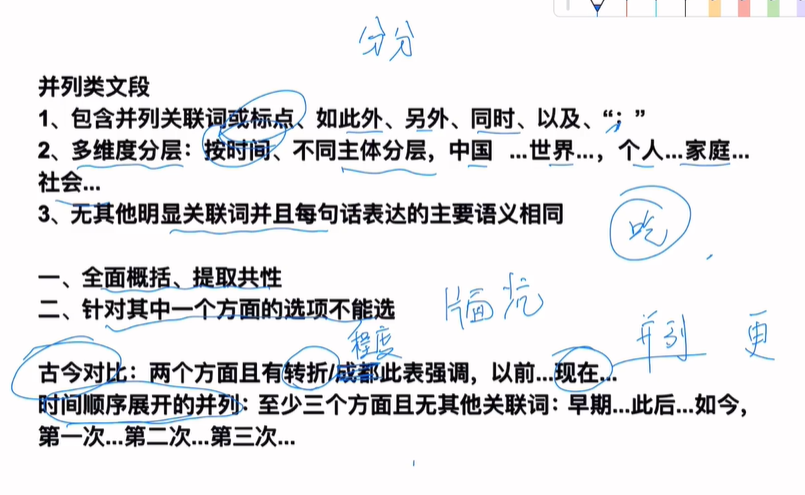 分分
并列类文段
1、包含并列关联词或标点、如此外、另外、同时、以及、“；”
2、多维度分层：按时间、不同主体分层，中国 ...世界...，个人...家庭...
社会...
3、无其他明显关联词并且每句话表达的主要语义相同
吃
一、全面概括、提取共性
二、针对其中一个方面的选项不能选
片面坑
程度
并列 更
古今对比：两个方面且有转折/成都此表强调，以前...现在...
时间顺序展开的并列：至少三个方面且无其他关联词：早期...此后...如今，
第一次...第二次...第三次...